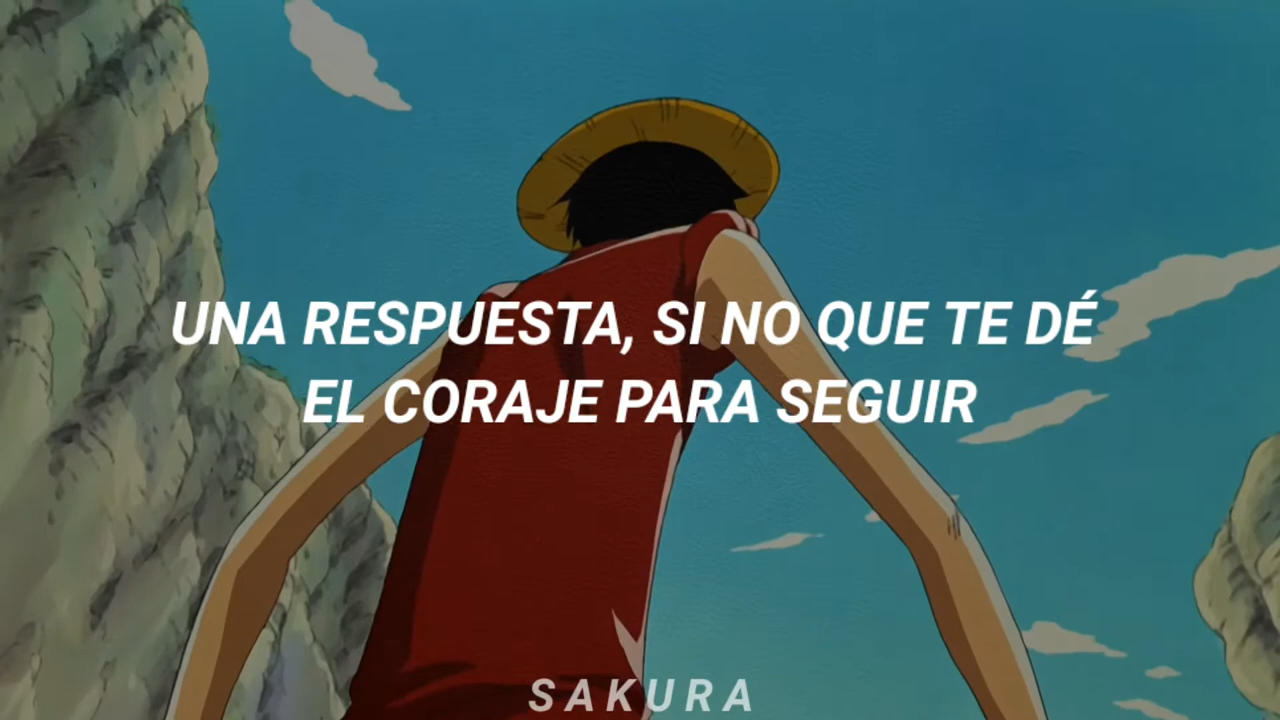 UNA RESPUESTA, SI NO QUE TE DÉ
EL CORAJE PARA SEGUIR
SAKURA